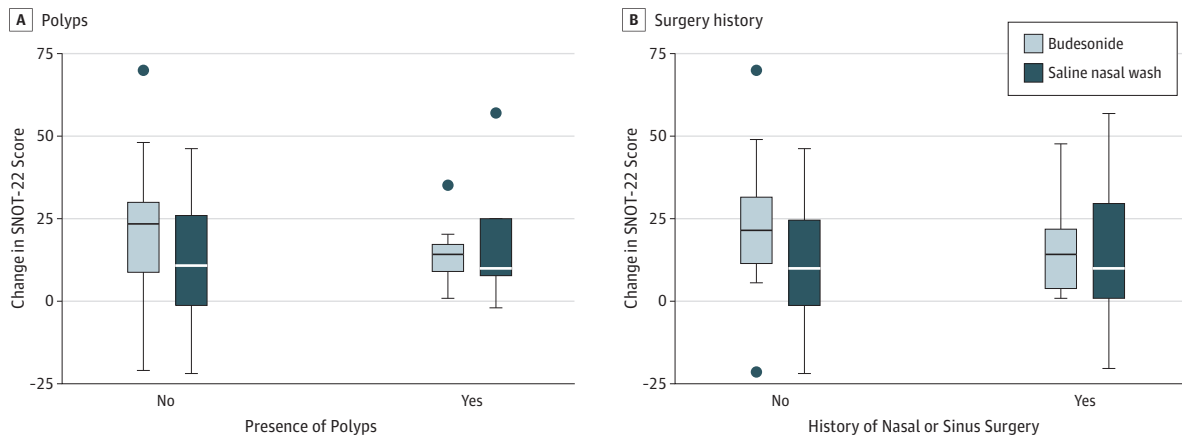 A Polyps
75
50
25
0
-25
Change in SNOT-22 Score
No
Yes
Presence of Polyps
B Surgery history
Budesonide
Saline nasal wash
75
50
25
0
-25
Change in SNOT-22 Score
No
Yes
History of Nasal or Sinus Surgery